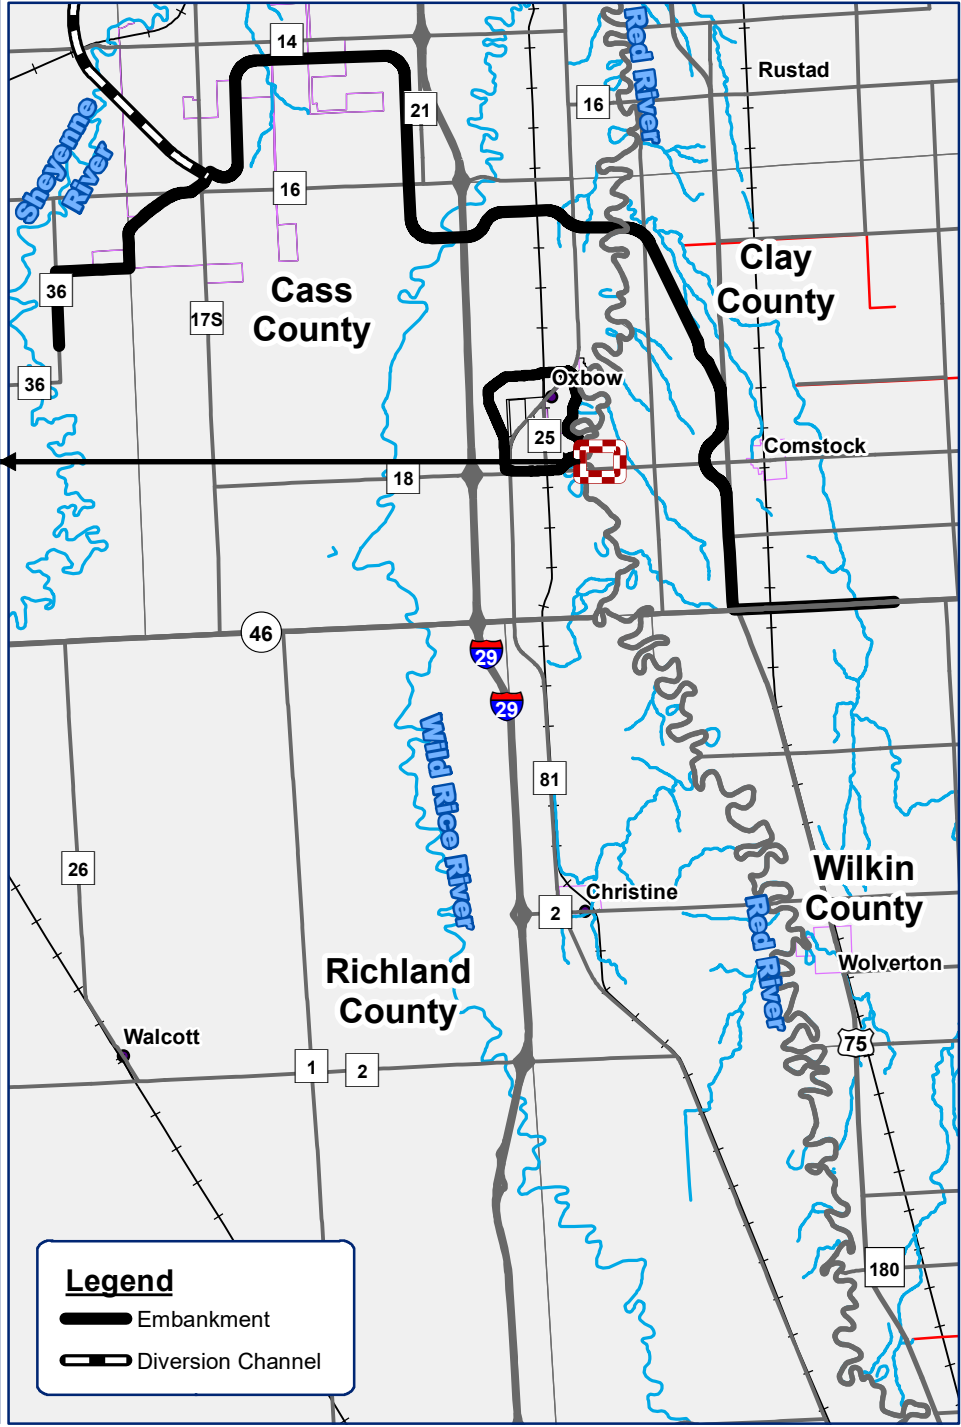 14
Red River
Rustad
21
16
Sheyenne
River
16
Clay
County
Cass
County
36
17S
36
Oxbow
25
Comstock
18
46
29
29
Wild Rice River
81
26
Wilkin
County
Christine
2
Red River
Wolverton
Richland
County
Walcott
75
1
2
180
Legend
Embankment
Diversion Channel